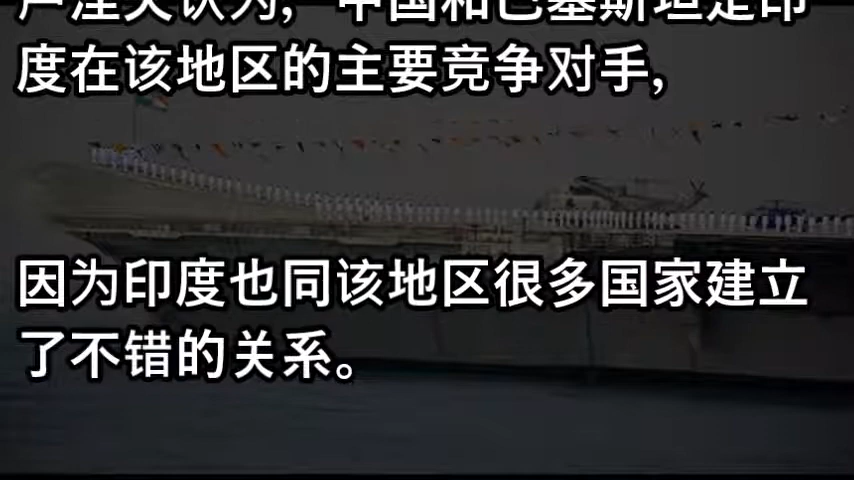 认为，中国和巴基斯坦是印
度在该地区的主要竞争对手，
因为印度也同该地区很多国家建立
了不错的关系。